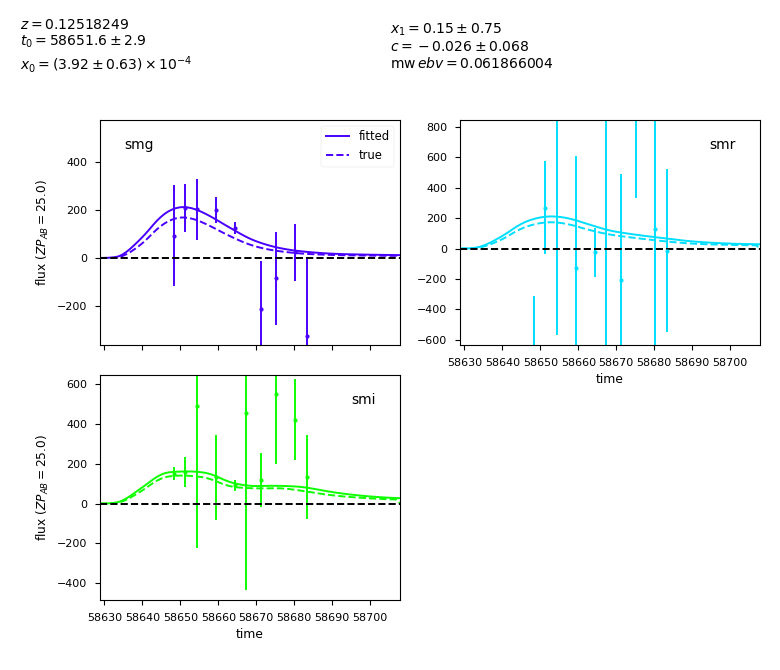 z = 0.12518249
t₀ = 58651.6 ± 2.9
x₀ = (3.92 ± 0.63) × 10⁻⁴
x₁ = 0.15 ± 0.75
c = −0.026 ± 0.068
mw ebv = 0.061866004
smg
fitted
true
400
200
0
−200
flux (ZP_AB = 25.0)
smr
800
600
400
200
0
−200
−400
−600
58630 58640 58650 58660 58670 58680 58690 58700
time
smi
600
400
200
0
−200
−400
flux (ZP_AB = 25.0)
58630 58640 58650 58660 58670 58680 58690 58700
time